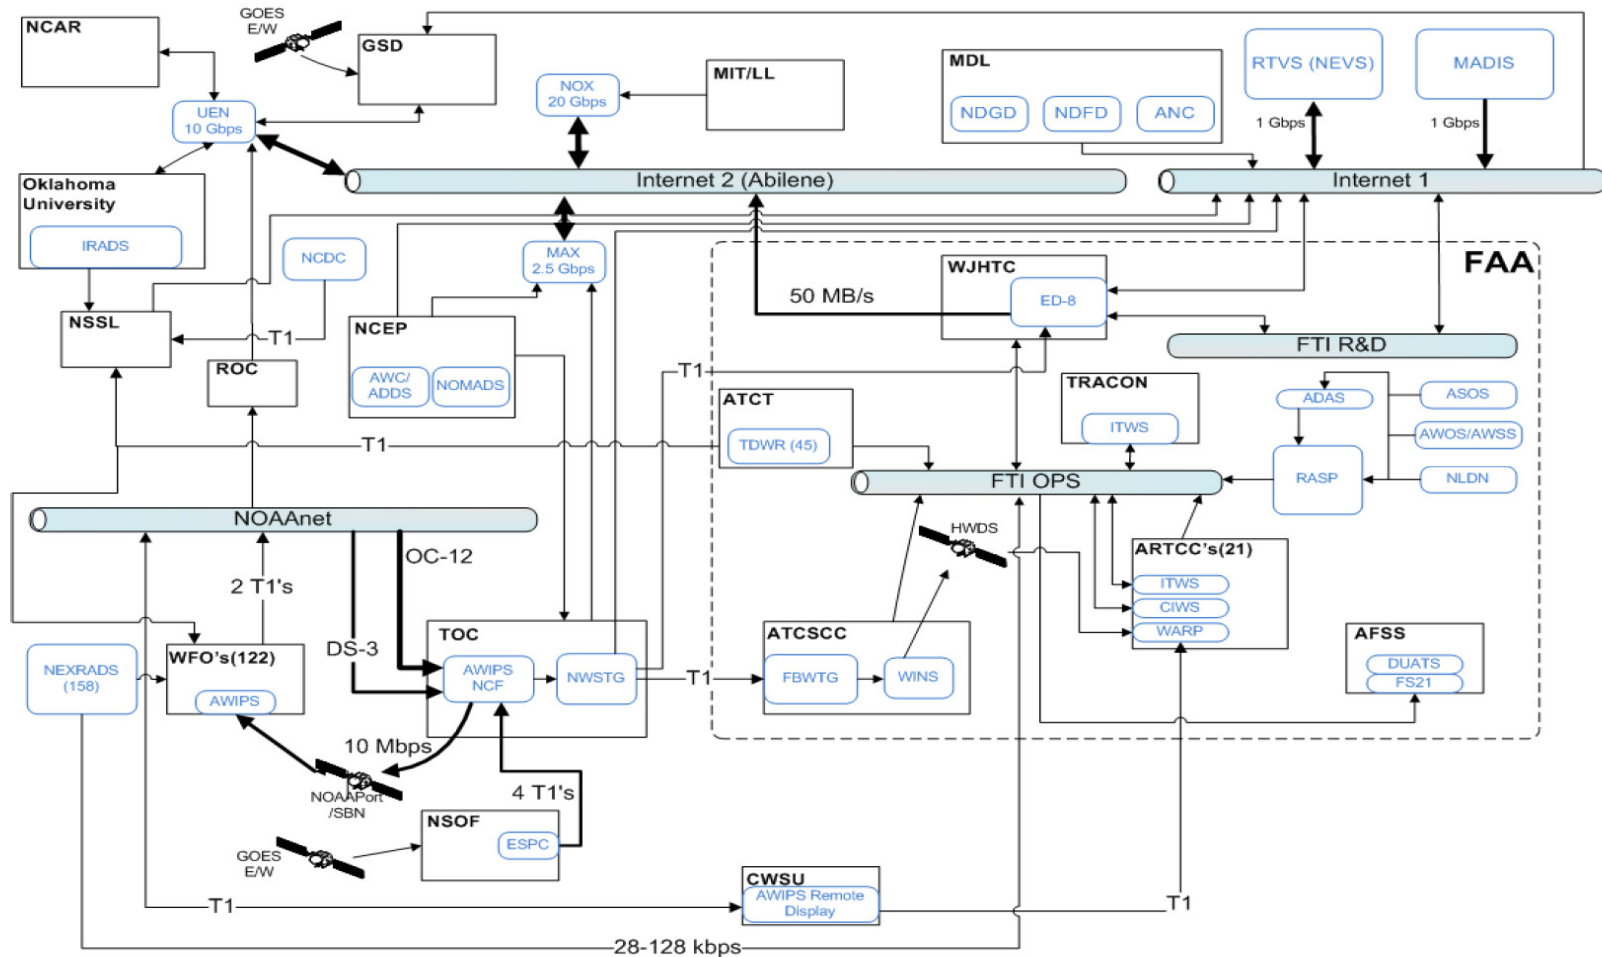 NCAR
GOES
E/W
GSD
UEN
10 Gbps
NOX
20 Gbps
MIT/LL
MDL
NDGD
NDFD
ANC
RTVS (NEVS)
MADIS
1 Gbps
1 Gbps
Internet 2 (Abilene)
Internet 1
Oklahoma
University
IRADS
NCDC
MAX
2.5 Gbps
FAA
WJHTC
ED-8
50 MB/s
NSSL
T1
ROC
NCEP
AWC/
ADDS
NOMADS
T1
FTI R&D
TRACON
ITWS
ADAS
ASOS
AWOS/AWSS
NLDN
RASP
ATCT
TDWR (45)
T1
FTI OPS
NOAAnet
OC-12
HWDS
ARTCC's(21)
ITWS
CIWS
WARP
2 T1's
DS-3
TOC
AWIPS
NCF
NWSTG
T1
ATCSCC
FBWTG
WINS
AFSS
DUATS
FS21
NEXRADS
(158)
WFO's(122)
AWIPS
10 Mbps
NOAAPort
/SBN
4 T1's
NSOF
ESPC
GOES
E/W
CWSU
AWIPS Remote
Display
T1
T1
28-128 kbps